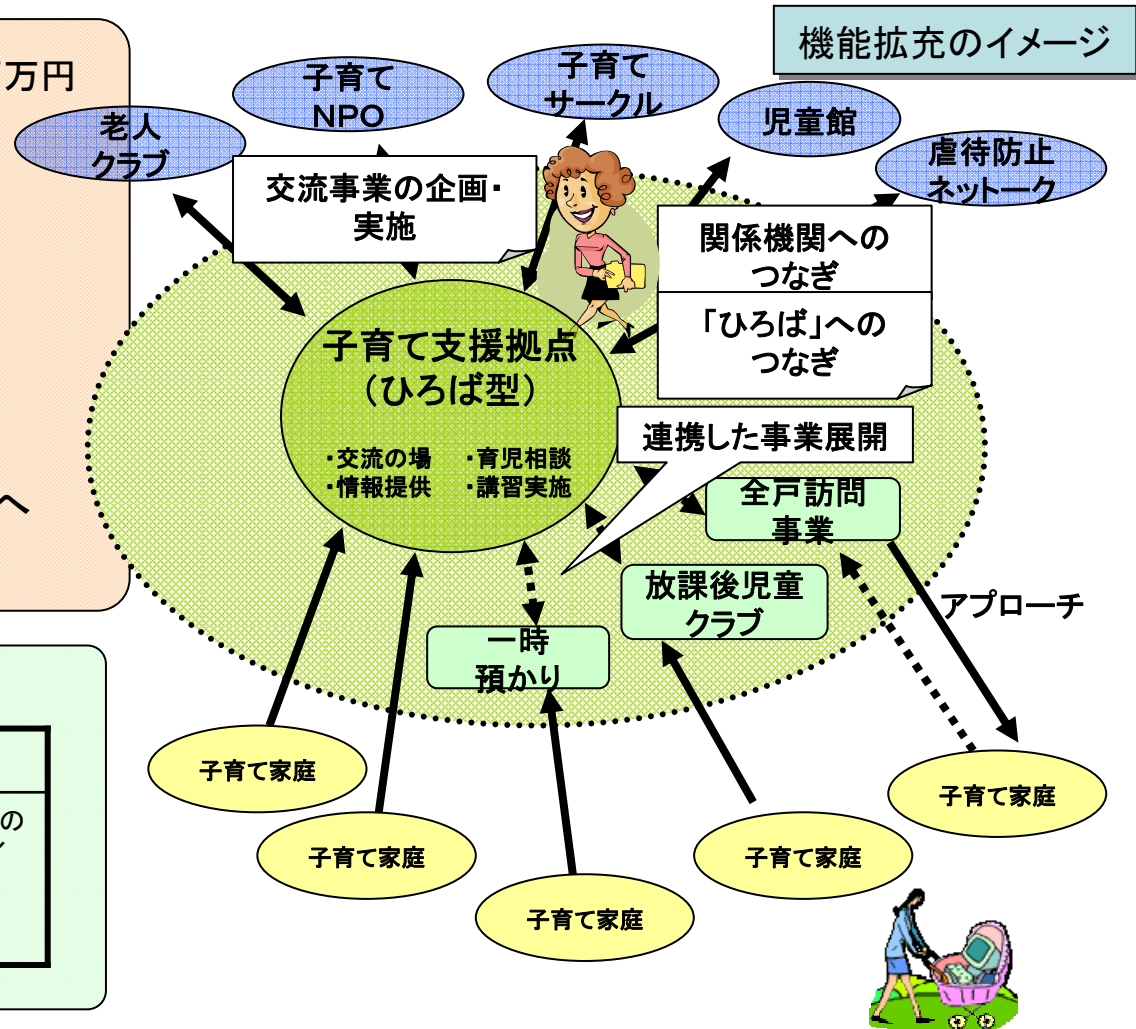 機能拡充のイメージ
万円
子育て
NPO
子育て
サークル
老人
クラブ
児童館
虐待防止
ネットーク
交流事業の企画・
実施
関係機関への
つなぎ
「ひろば」への
つなぎ
子育て支援拠点
（ひろば型）
・交流の場　・育児相談
・情報提供　・講習実施
連携した事業展開
へ
全戸訪問
事業
放課後児童
クラブ
アプローチ
一時
預かり
の
子育て家庭
子育て家庭
子育て家庭
子育て家庭
子育て家庭